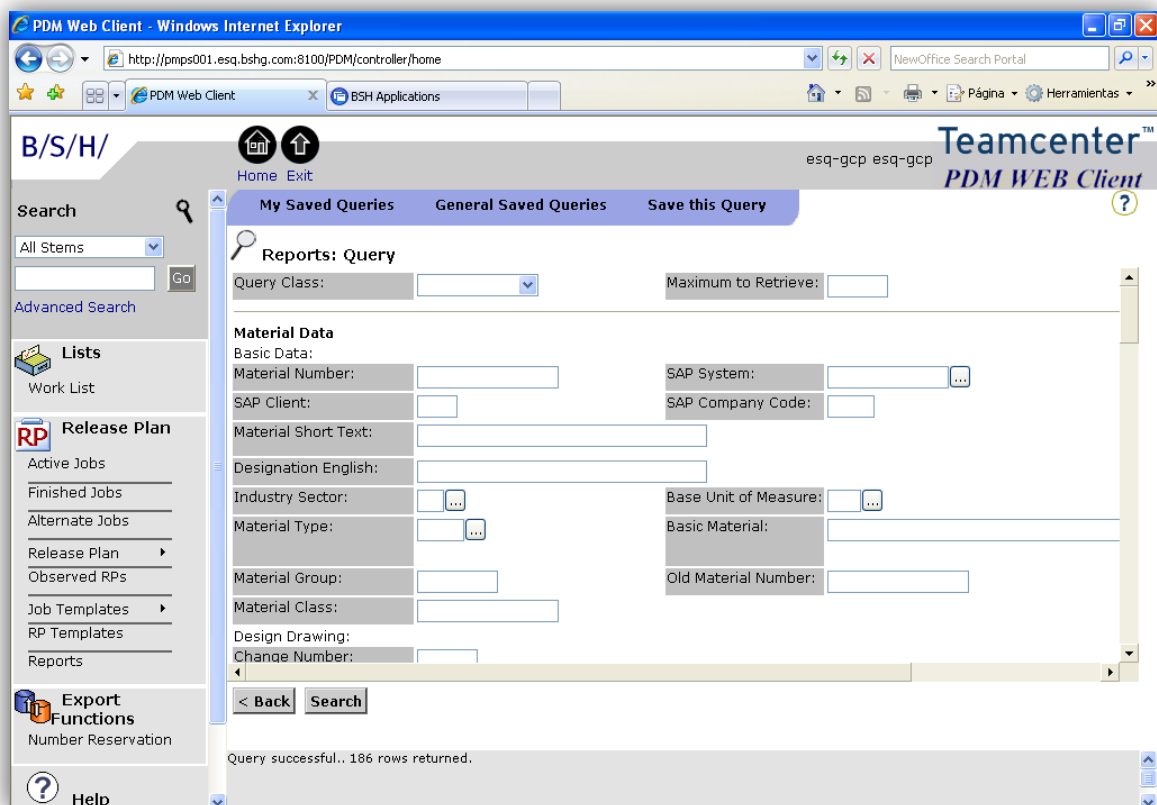 PDM Web Client - Windows Internet Explorer
http://pmps001.esq.bshg.com:8100/PDM/controller/home
NewOffice Search Portal
PDM Web Client
BSH Applications
Página
Herramientas
B/S/H/
Home Exit
esq-gcp esq-gcp
Teamcenter™
PDM WEB Client
Search
All Stems
Go
Advanced Search
Lists
Work List
RP
Release Plan
Active Jobs
Finished Jobs
Alternate Jobs
Release Plan
Observed RPs
Job Templates
RP Templates
Reports
Export
Functions
Number Reservation
Help
My Saved Queries General Saved Queries Save this Query
Reports: Query
Query Class: Maximum to Retrieve:
Material Data
Basic Data:
Material Number: SAP System: ...
SAP Client: SAP Company Code:
Material Short Text:
Designation English:
Industry Sector: ... Base Unit of Measure: ...
Material Type: ... Basic Material:
Material Group: Old Material Number:
Material Class:
Design Drawing:
Change Number:
< Back Search
Query successful.. 186 rows returned.